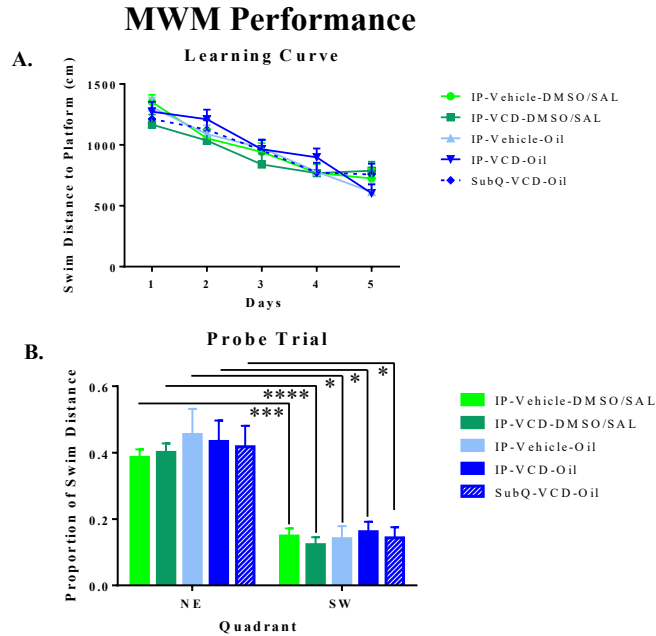 MWM Performance
A.
Learning Curve
Swim Distance to Platform (cm)
1500
1000
500
0
1 2 3 4 5
Days
IP-Vehicle-DMSO/SAL
IP-VCD-DMSO/SAL
IP-Vehicle-Oil
IP-VCD-Oil
SubQ-VCD-Oil
B.
Probe Trial
Proportion of Swim Distance
0.6
0.4
0.2
0.0
***
****
*
*
*
NE SW
Quadrant
IP-Vehicle-DMSO/SAL
IP-VCD-DMSO/SAL
IP-Vehicle-Oil
IP-VCD-Oil
SubQ-VCD-Oil